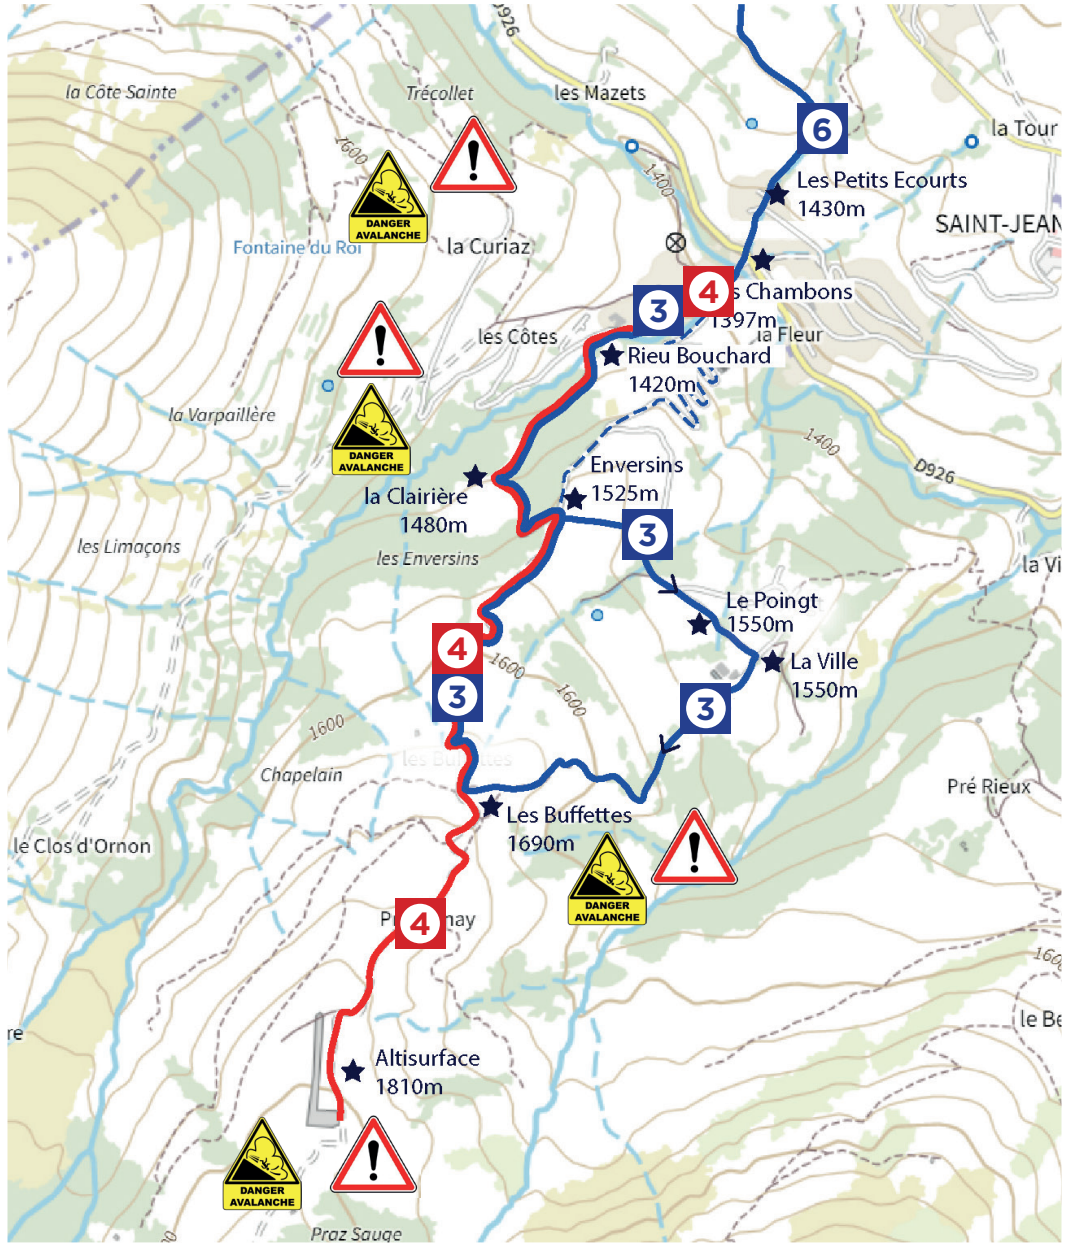 D926
la Côte Sainte
Trécollet
les Mazets
6
la Tour
1600
1400
DANGER
AVALANCHE
Les Petits Ecourts
1430m
SAINT-JEAN
Fontaine du Roi
la Curiaz
4
3
s Chambons
1397m
les Côtes
la Fleur
Rieu Bouchard
1420m
la Varpaillère
DANGER
AVALANCHE
1400
D926
Enversins
1525m
la Clairière
1480m
3
les Limaçons
les Enversins
la Vi
Le Poingt
1550m
4
1600
La Ville
1550m
3
1600
3
1600
les Buffettes
Chapelain
Pré Rieux
Les Buffettes
1690m
le Clos d'Ornon
DANGER
AVALANCHE
4
nay
1600
le Be
re
Altisurface
1810m
DANGER
AVALANCHE
Praz Sauge